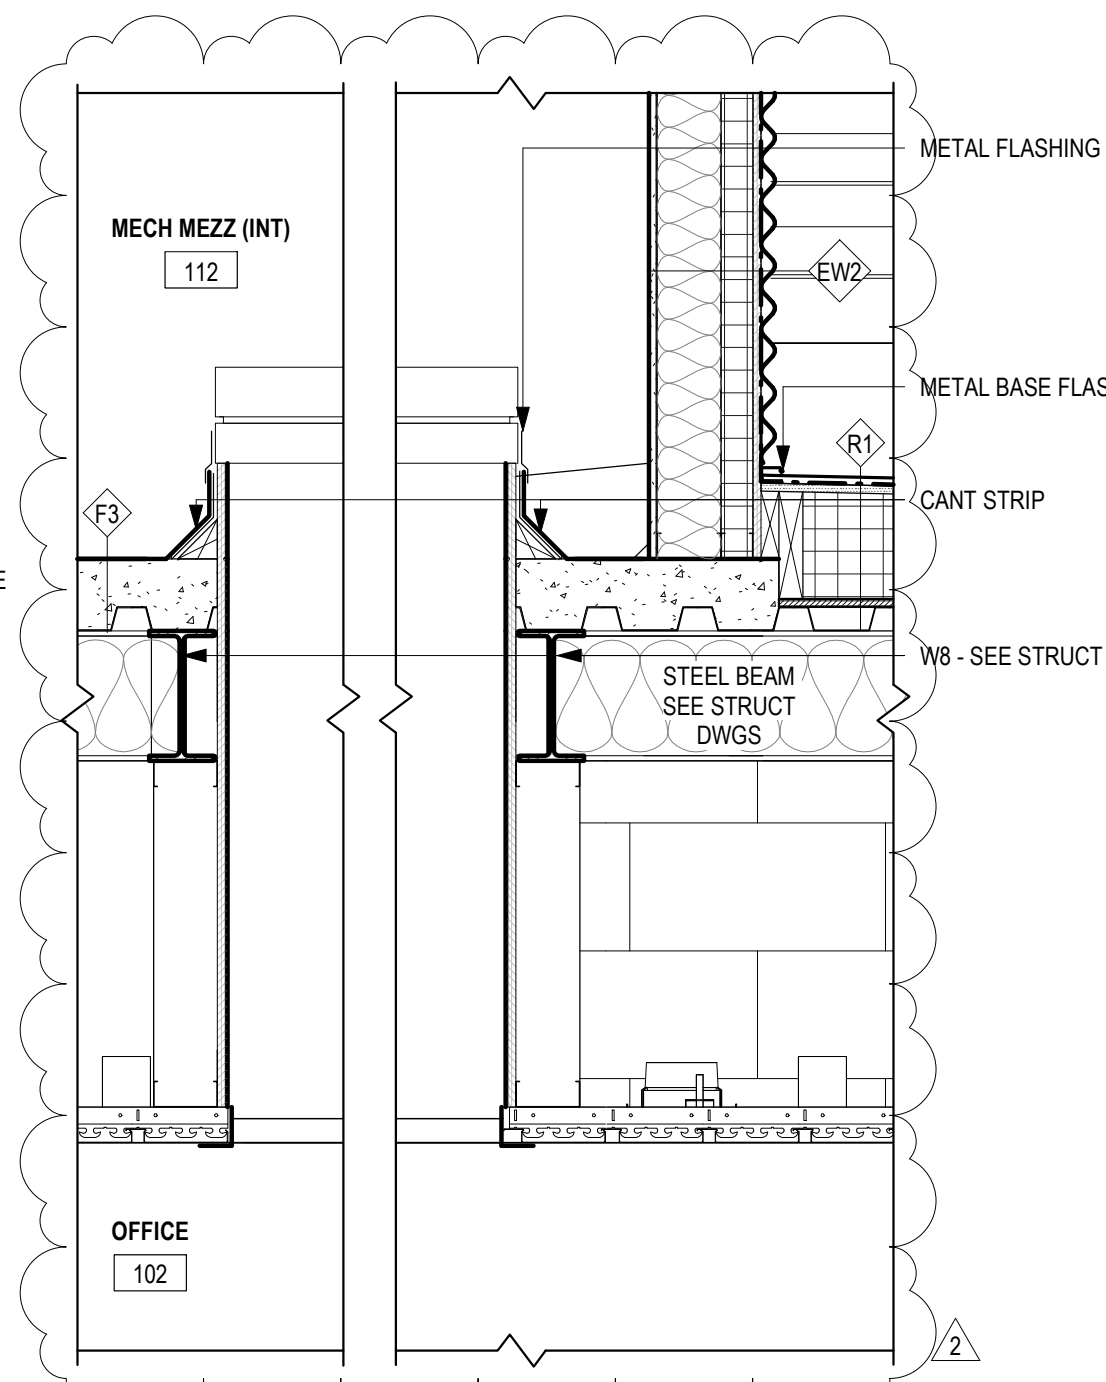 METAL FLASHING
MECH MEZZ (INT)
112
EW2
METAL BASE FLAS
R1
CANT STRIP
F3
E
W8 - SEE STRUCT
STEEL BEAM
SEE STRUCT
DWGS
OFFICE
102
2